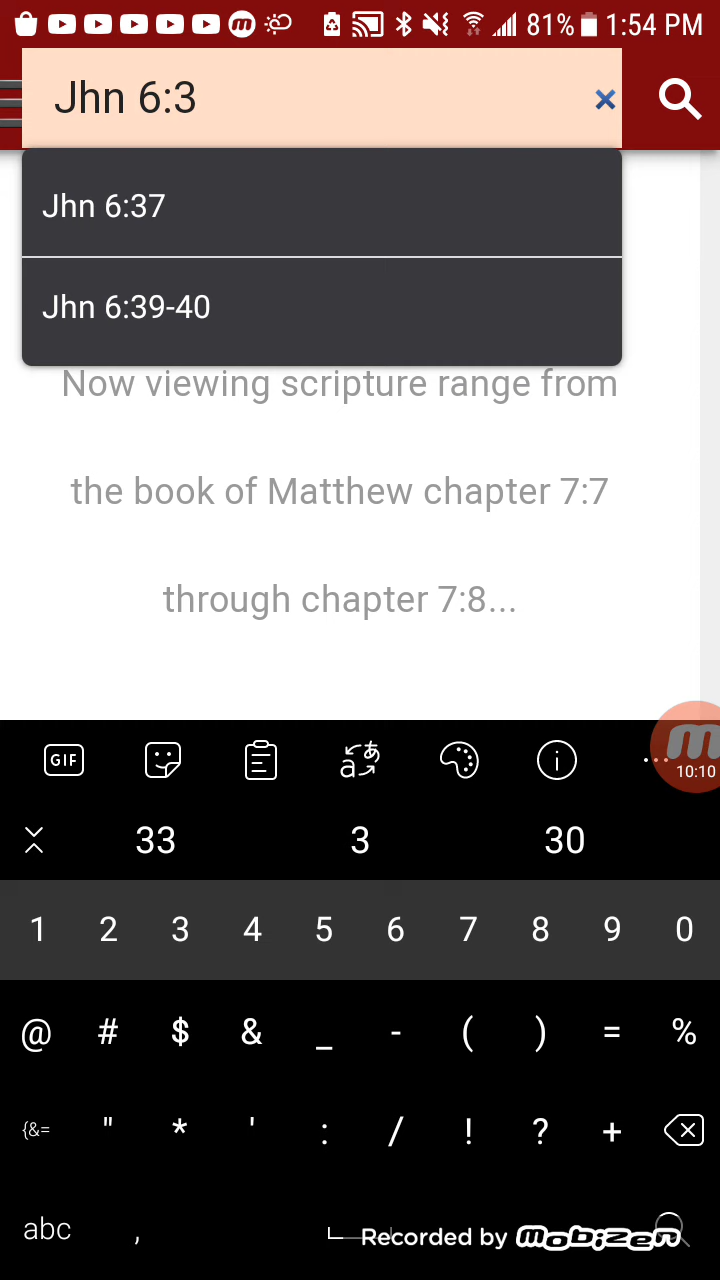 81% 1:54 PM
Jhn 6:3
Jhn 6:37
Jhn 6:39-40
Now viewing scripture range from
the book of Matthew chapter 7:7
through chapter 7:8...
GIF
10:10
33 3 30
1 2 3 4 5 6 7 8 9 0
@ # $ & _ - ( ) = %
{&= " * ' : / ! ? +
abc ,
Recorded by mobizen